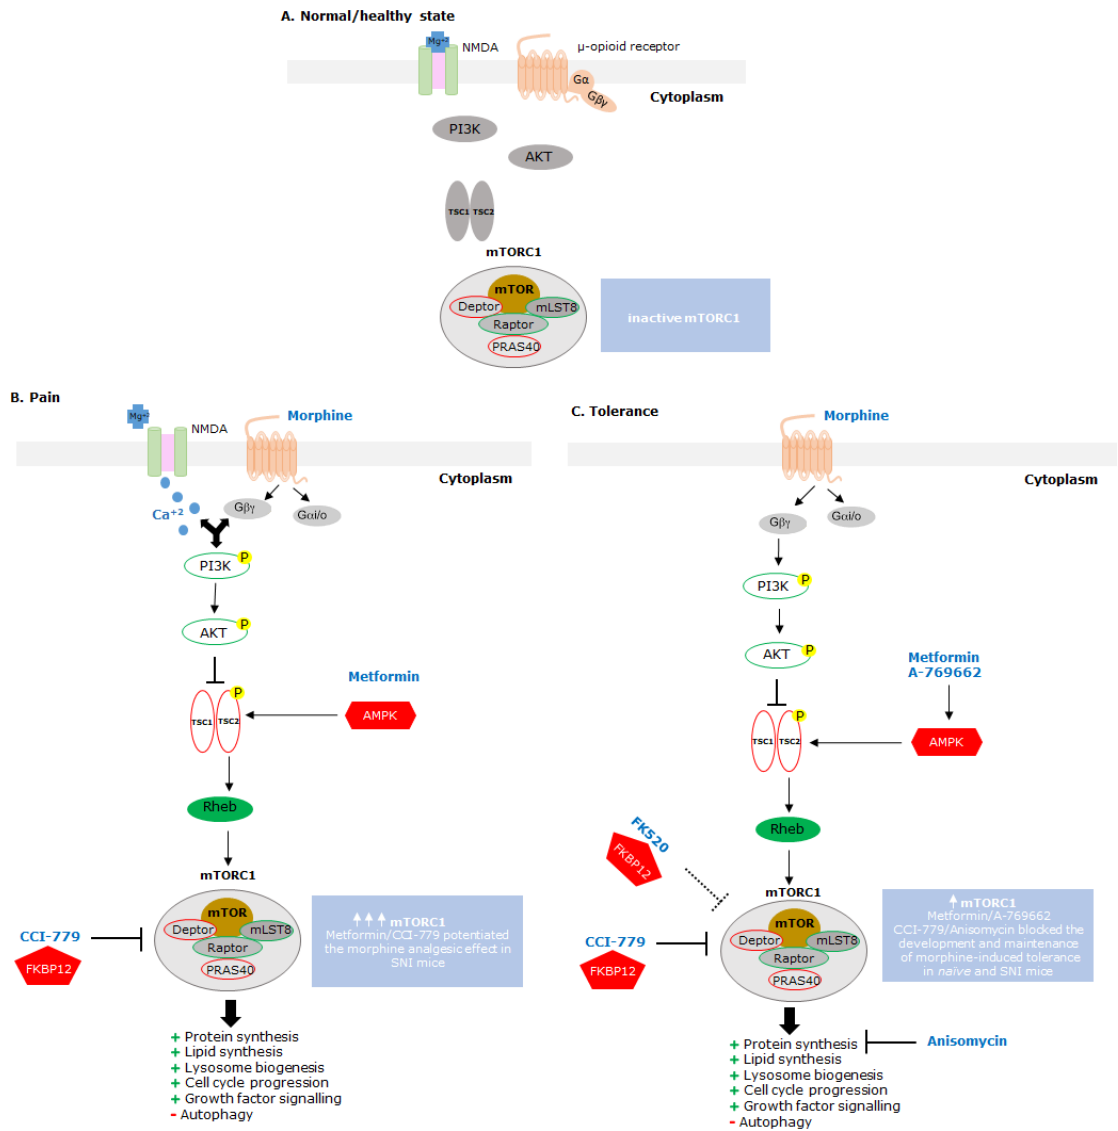 A. Normal/healthy state
Mg+2
NMDA
µ-opioid receptor
Gα
Gβγ
Cytoplasm
PI3K
AKT
TSC1
TSC2
mTORC1
mTOR
Deptor
mLST8
Raptor
PRAS40
inactive mTORC1
B. Pain
Mg+2
NMDA
Morphine
Cytoplasm
Ca+2
Gβγ
Gαi/o
PI3K
P
AKT
P
P
TSC1
TSC2
Metformin
AMPK
Rheb
mTORC1
mTOR
Deptor
mLST8
Raptor
PRAS40
CCI-779
FKBP12
↑↑↑ mTORC1
Metformin/CCI-779 potentiated
the morphine analgesic effect in
SNI mice
+ Protein synthesis
+ Lipid synthesis
+ Lysosome biogenesis
+ Cell cycle progression
+ Growth factor signalling
- Autophagy
C. Tolerance
Morphine
Cytoplasm
Gβγ
Gαi/o
PI3K
P
AKT
P
P
TSC1
TSC2
Metformin
A-769662
AMPK
Rheb
FK520
FKBP12
mTORC1
mTOR
Deptor
mLST8
Raptor
PRAS40
CCI-779
FKBP12
↑ mTORC1
Metformin/A-769662
CCI-779/Anisomycin blocked the
development and maintenance
of morphine-induced tolerance
in naïve and SNI mice
+ Protein synthesis
+ Lipid synthesis
+ Lysosome biogenesis
+ Cell cycle progression
+ Growth factor signalling
- Autophagy
Anisomycin